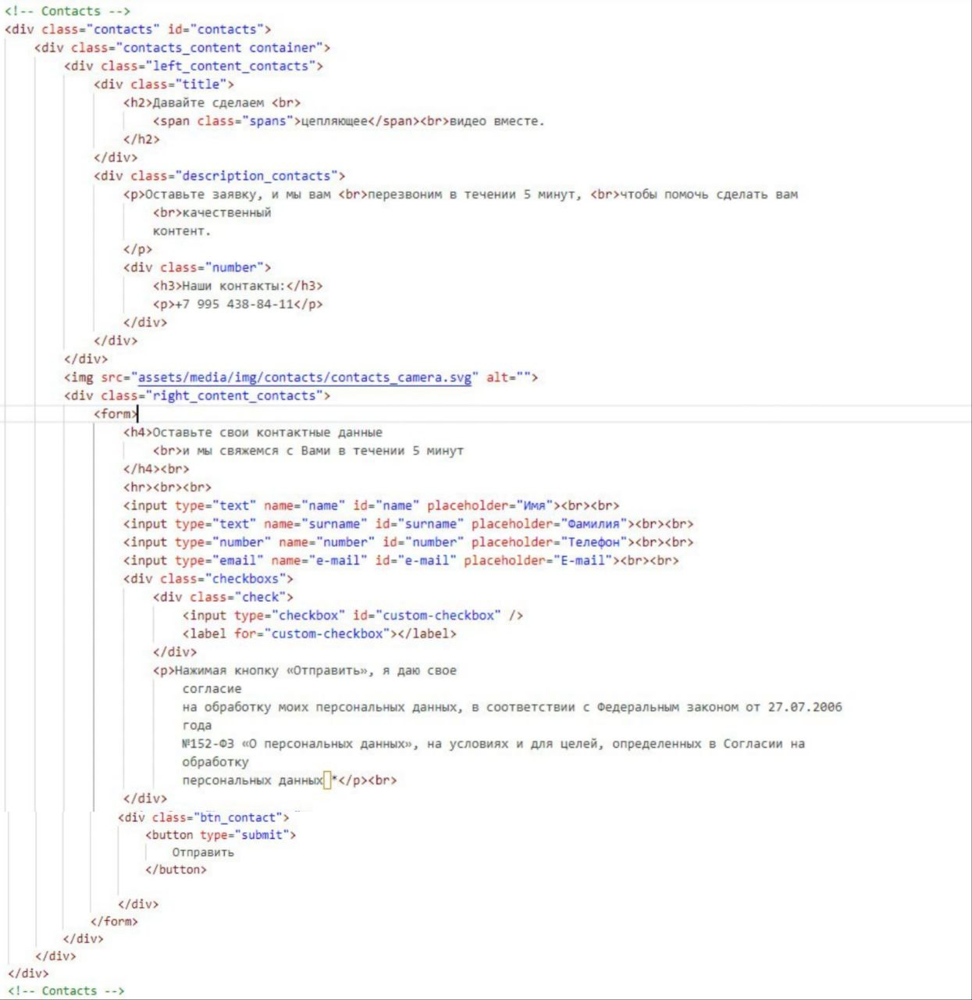 <!-- Contacts -->
<div class="contacts" id="contacts">
<div class="contacts_content container">
<div class="left_content_contacts">
<div class="title">
<h2>Давайте сделаем <br>
<span class="spans">цепляющее</span><br>видео вместе.
</h2>
</div>
<div class="description_contacts">
<p>Оставьте заявку, и мы вам <br>перезвоним в течении 5 минут, <br>чтобы помочь сделать вам
<br>качественный
контент.
</p>
<div class="number">
<h3>Наши контакты:</h3>
<p>+7 995 438-84-11</p>
</div>
</div>
</div>
<img src="assets/media/img/contacts/contacts_camera.svg" alt="">
<div class="right_content_contacts">
<form>
<h4>Оставьте свои контактные данные
<br>и мы свяжемся с Вами в течении 5 минут
</h4><br>
<hr><br><br>
<input type="text" name="name" id="name" placeholder="Имя"><br><br>
<input type="text" name="surname" id="surname" placeholder="Фамилия"><br><br>
<input type="number" name="number" id="number" placeholder="Телефон"><br><br>
<input type="email" name="e-mail" id="e-mail" placeholder="E-mail"><br><br>
<div class="checkboxs">
<div class="check">
<input type="checkbox" id="custom-checkbox" />
<label for="custom-checkbox"></label>
</div>
<p>Нажимая кнопку «Отправить», я даю свое
согласие
на обработку моих персональных данных, в соответствии с Федеральным законом от 27.07.2006
года
№152-ФЗ «О персональных данных», на условиях и для целей, определенных в Согласии на
обработку
персональных данных *</p><br>
</div>
<div class="btn_contact">
<button type="submit">
Отправить
</button>
</div>
</form>
</div>
</div>
</div>
<!-- Contacts -->